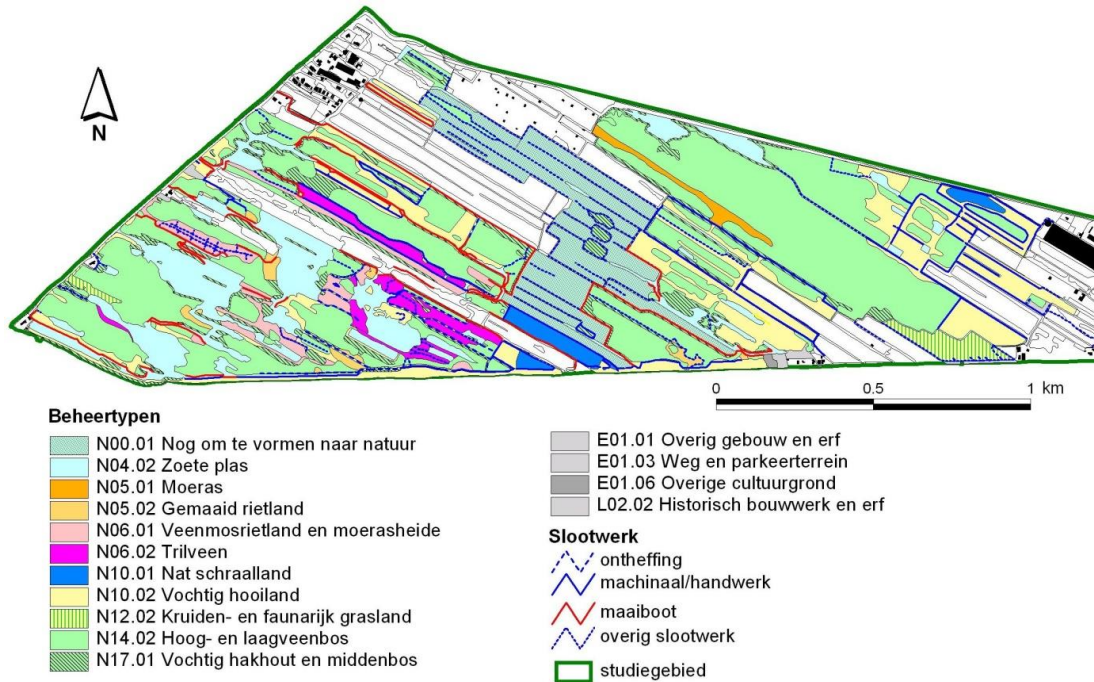 N
0 0.5 1 km
Beheertypen
N00.01 Nog om te vormen naar natuur
N04.02 Zoete plas
N05.01 Moeras
N05.02 Gemaaid rietland
N06.01 Veenmosrietland en moerasheide
N06.02 Trilveen
N10.01 Nat schraalland
N10.02 Vochtig hooiland
N12.02 Kruiden- en faunarijk grasland
N14.02 Hoog- en laagveenbos
N17.01 Vochtig hakhout en middenbos
E01.01 Overig gebouw en erf
E01.03 Weg en parkeerterrein
E01.06 Overige cultuurgrond
L02.02 Historisch bouwwerk en erf
Slootwerk
ontheffing
machinaal/handwerk
maaiboot
overig slootwerk
studiegebied